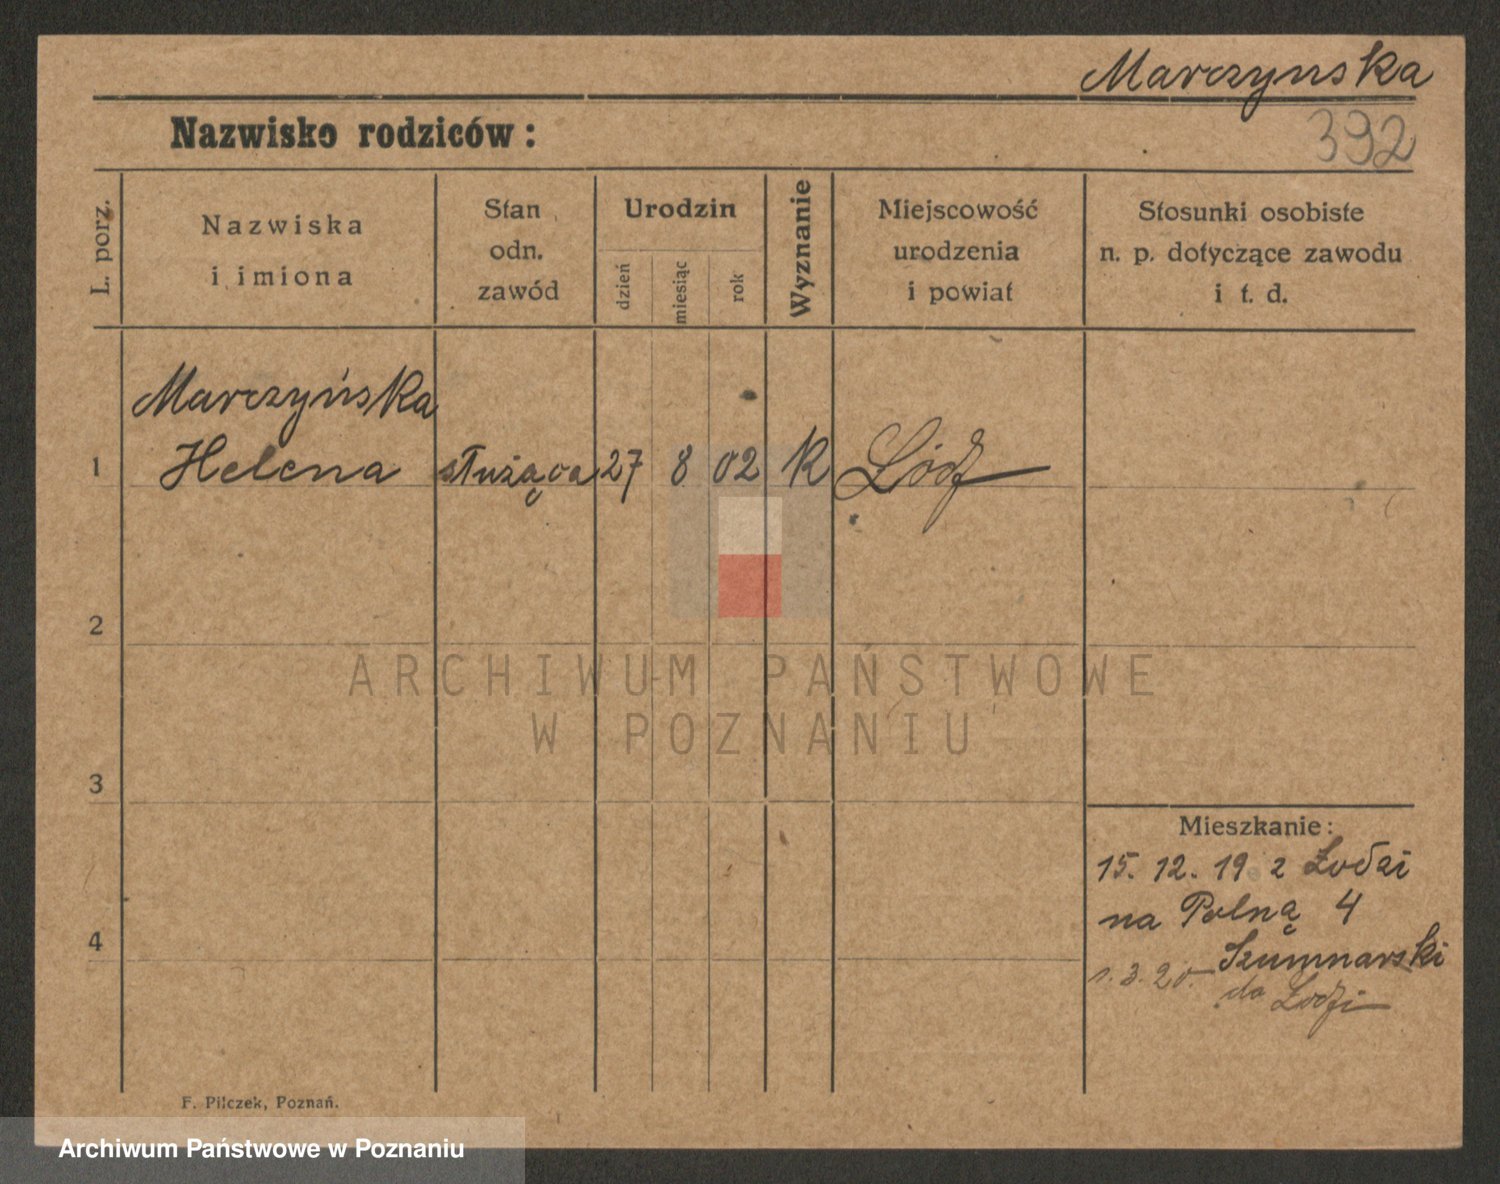 Marczynska
392
Nazwisko rodziców:
L. porz.
Nazwiska
i imiona
Stan
odn.
zawód
Urodzin
dzień
miesiąc
rok
Wyznanie
Miejscowość
urodzenia
i powiat
Stosunki osobiste
n. p. dotyczące zawodu
i t. d.
Marczyńska
1 Helena służąca 27 8 02 K Łódź
2
ARCHIWUM PAŃSTWOWE
W POZNANIU
3
Mieszkanie:
15. 12. 19 z Łodzi
na Polną 4
4
Szumnarski
1. 3. 20. do Łodzi
F. Pilczek, Poznań.
Archiwum Państwowe w Poznaniu